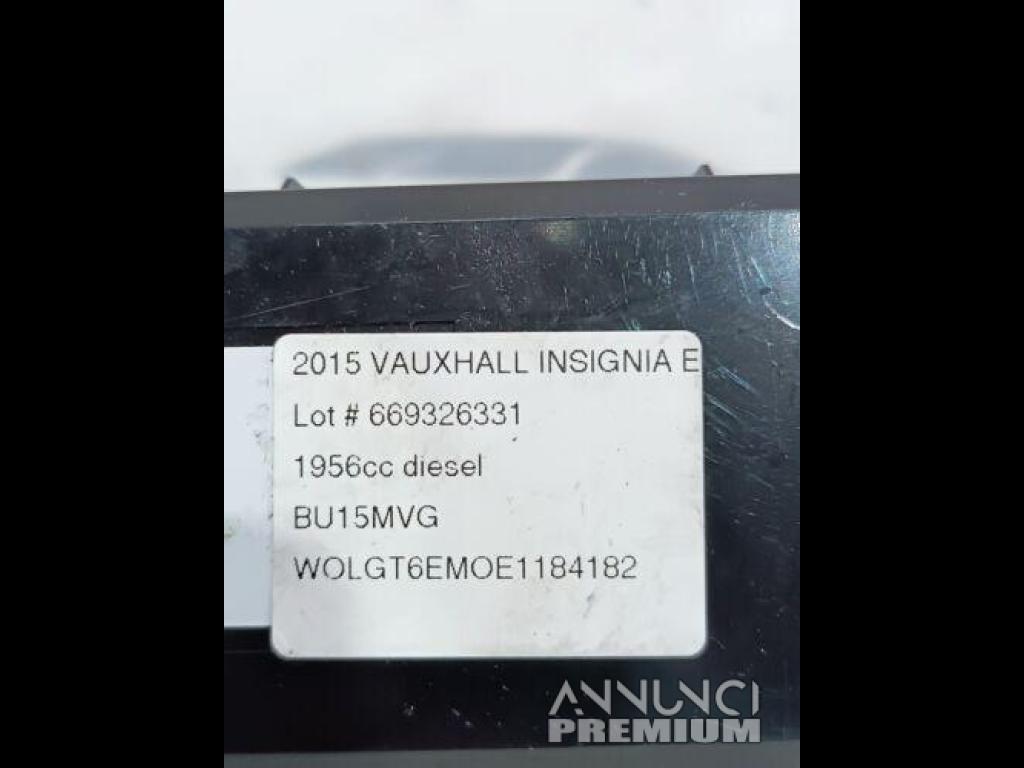 2015 VAUXHALL INSIGNIA E
Lot # 669326331
1956cc diesel
BU15MVG
WOLGT6EMOE1184182
ANNUNCI
PREMIUM